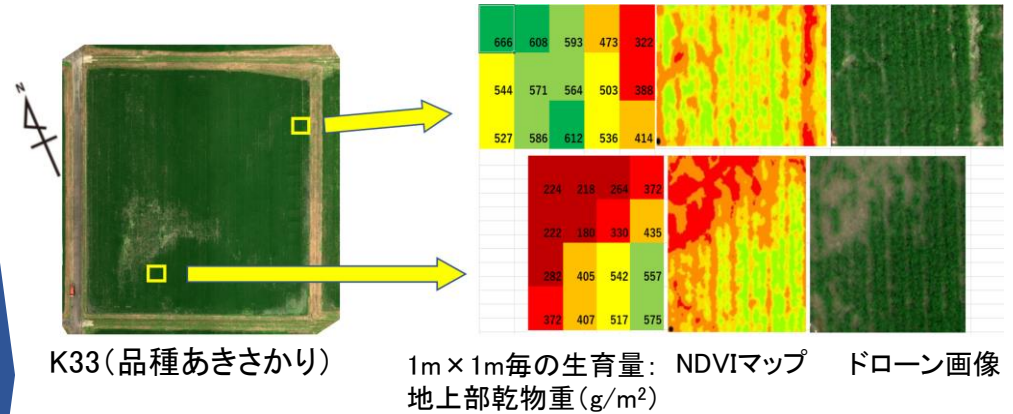 N
666 608 593 473 322
544 571 564 503 388
527 586 612 536 414
224 218 264 372
222 180 330 435
282 405 542 557
372 407 517 575
K33(品種あきさかり)
1m×1m毎の生育量:
地上部乾物重(g/m²)
NDVIマップ
ドローン画像